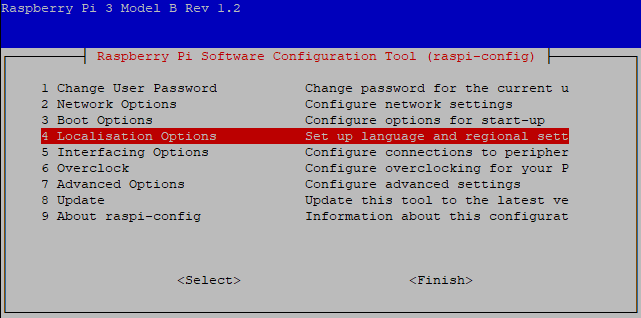 Raspberry Pi 3 Model B Rev 1.2
Raspberry Pi Software Configuration Tool (raspi-config)
1 Change User Password Change password for the current u
2 Network Options Configure network settings
3 Boot Options Configure options for start-up
4 Localisation Options Set up language and regional sett
5 Interfacing Options Configure connections to peripher
6 Overclock Configure overclocking for your P
7 Advanced Options Configure advanced settings
8 Update Update this tool to the latest ve
9 About raspi-config Information about this configurat
<Select> <Finish>